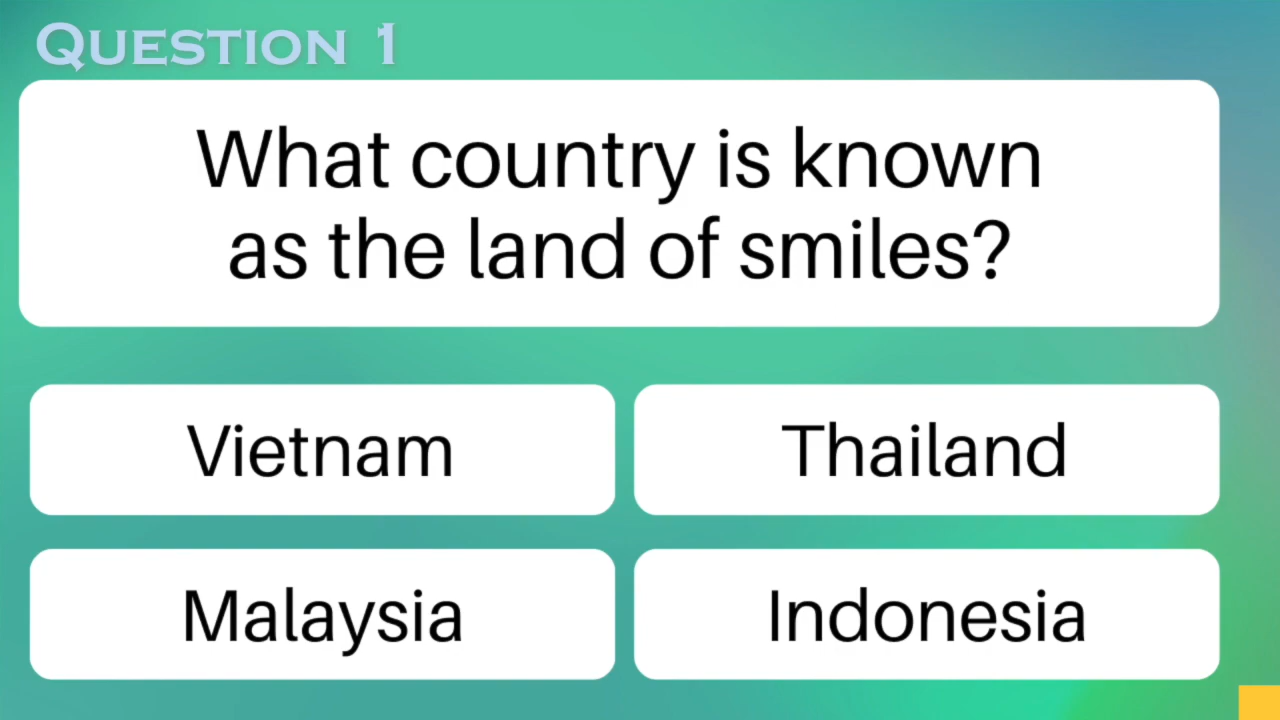 QUESTION 1
What country is known
as the land of smiles?
Vietnam
Thailand
Malaysia
Indonesia